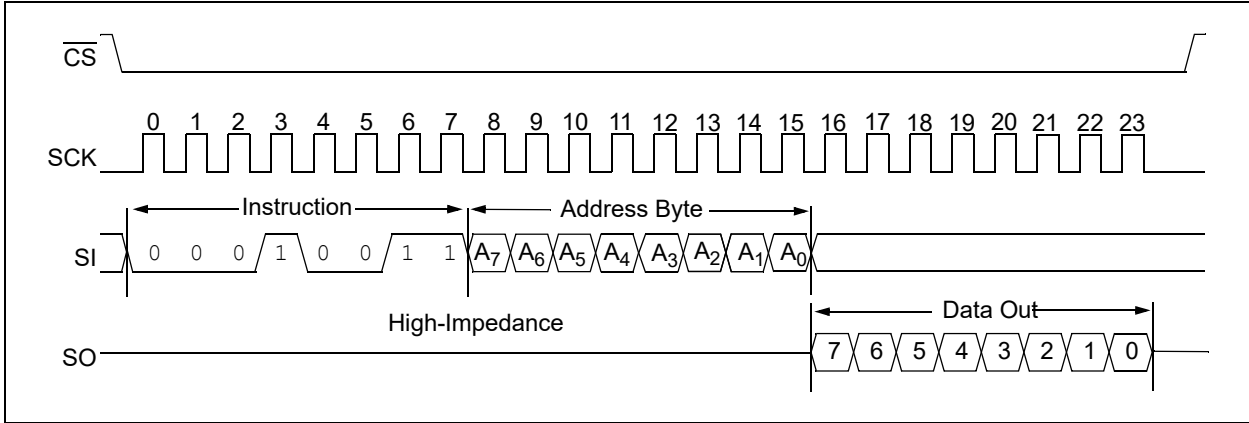 CS
0 1 2 3 4 5 6 7 8 9 10 11 12 13 14 15 16 17 18 19 20 21 22 23
SCK
Instruction Address Byte
SI 0 0 0 1 0 0 1 1 A7 A6 A5 A4 A3 A2 A1 A0
High-Impedance Data Out
SO 7 6 5 4 3 2 1 0